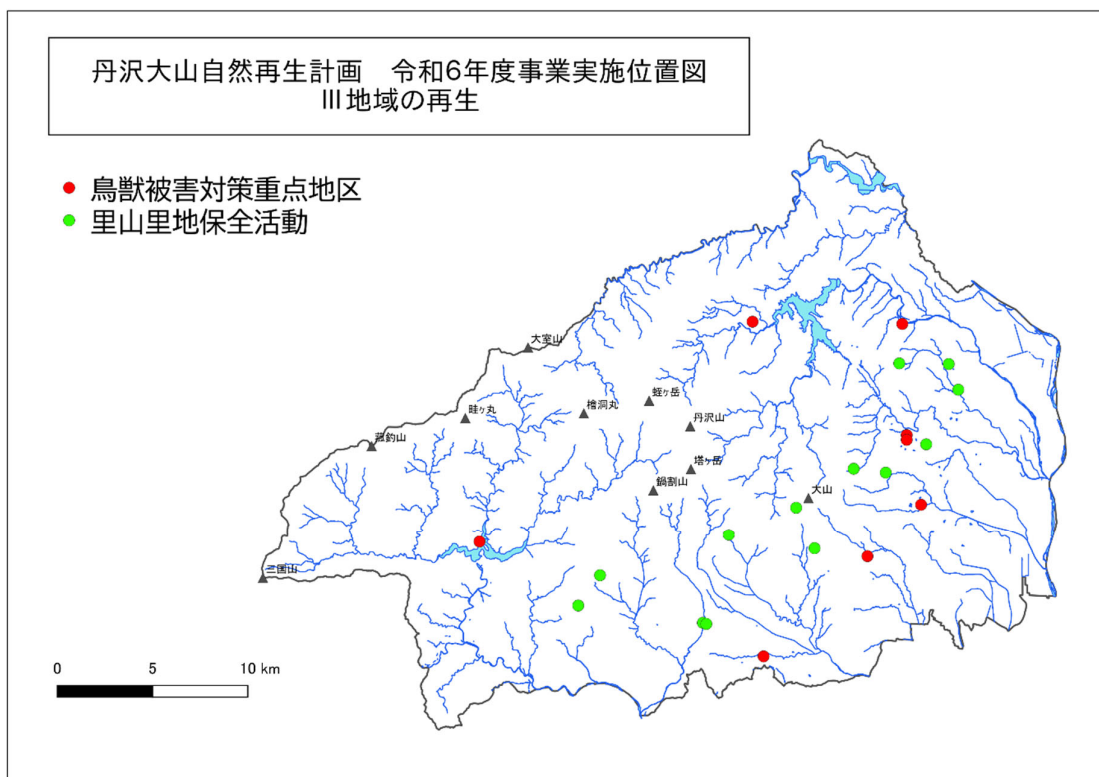 丹沢大山自然再生計画　令和6年度事業実施位置図
Ⅲ地域の再生
鳥獣被害対策重点地区
里山里地保全活動
大室山
蛭ヶ岳
畦ヶ丸
檜洞丸
丹沢山
菰釣山
塔ヶ岳
鍋割山
大山
三国山
0 5 10 km